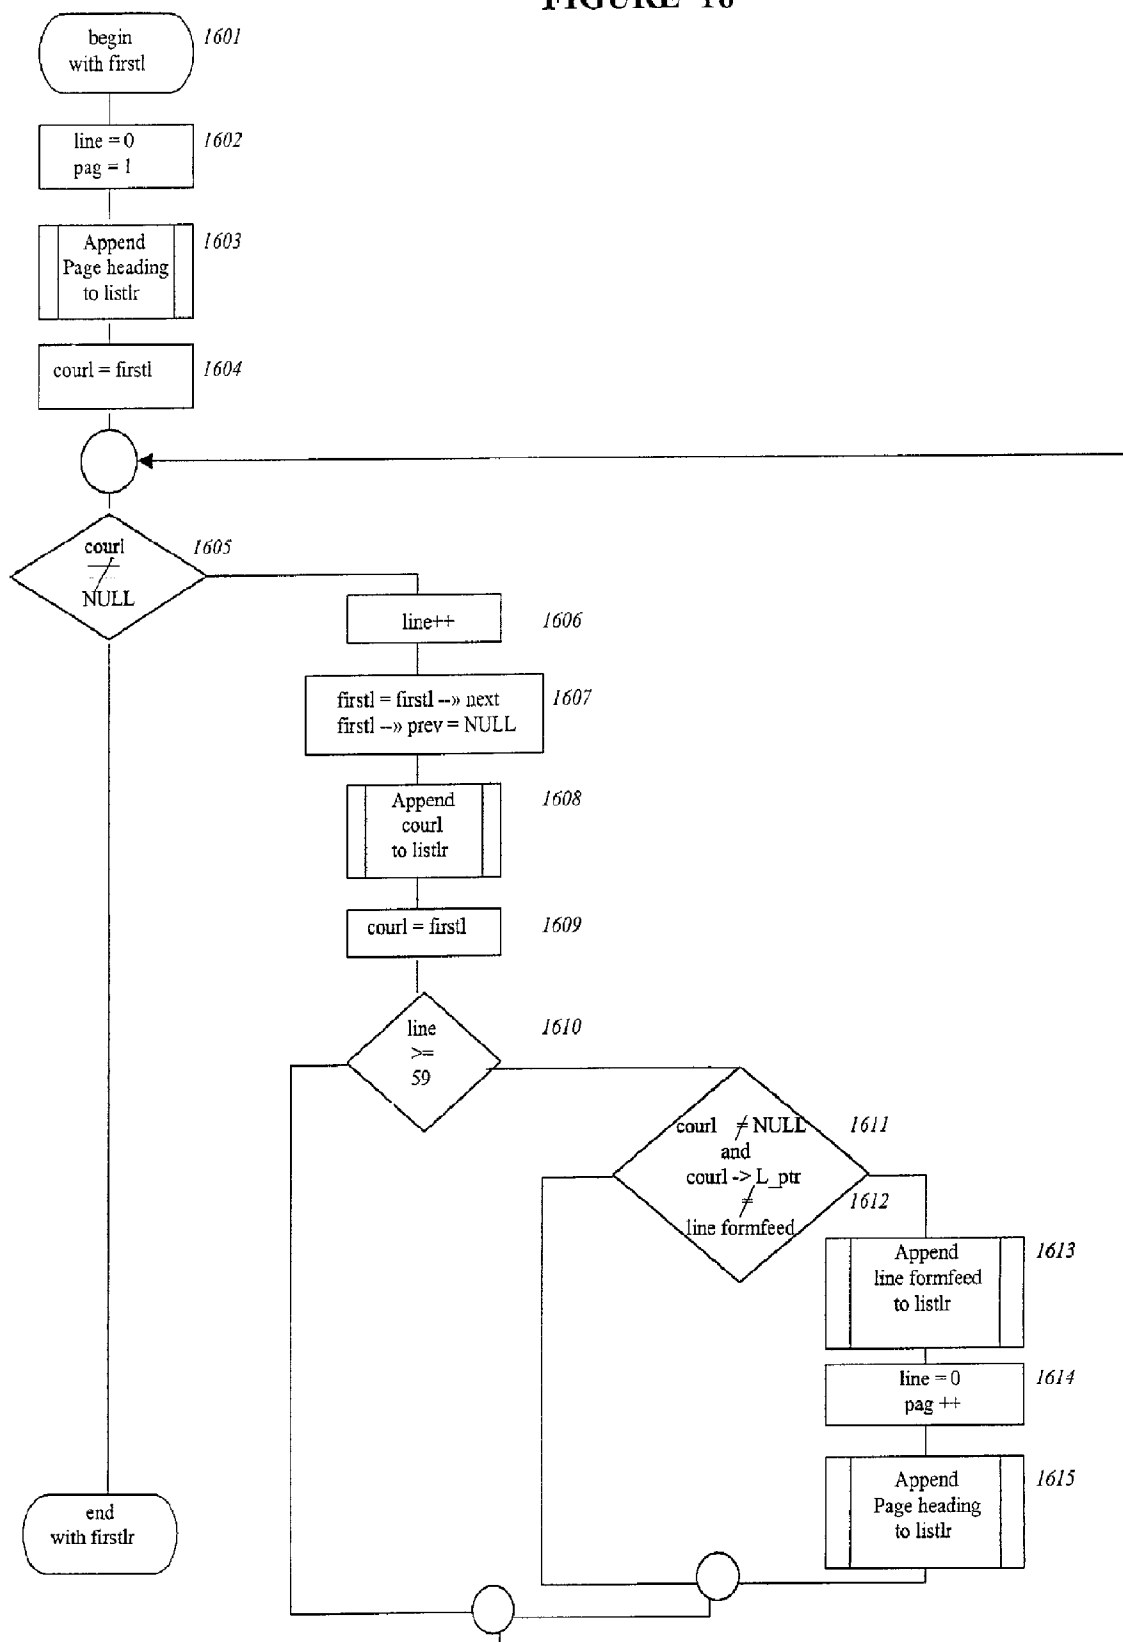 FIGURE 16
begin
with firstl
1601
line = 0
pag = 1
1602
Append
Page heading
to listlr
1603
courl = firstl
1604
courl
≠
NULL
1605
line++
1606
firstl = firstl --» next
firstl --» prev = NULL
1607
Append
courl
to listlr
1608
courl = firstl
1609
line
>=
59
1610
courl ≠ NULL
and
courl -> L_ptr
≠
line formfeed
1611
1612
Append
line formfeed
to listlr
1613
line = 0
pag ++
1614
Append
Page heading
to listlr
1615
end
with firstlr